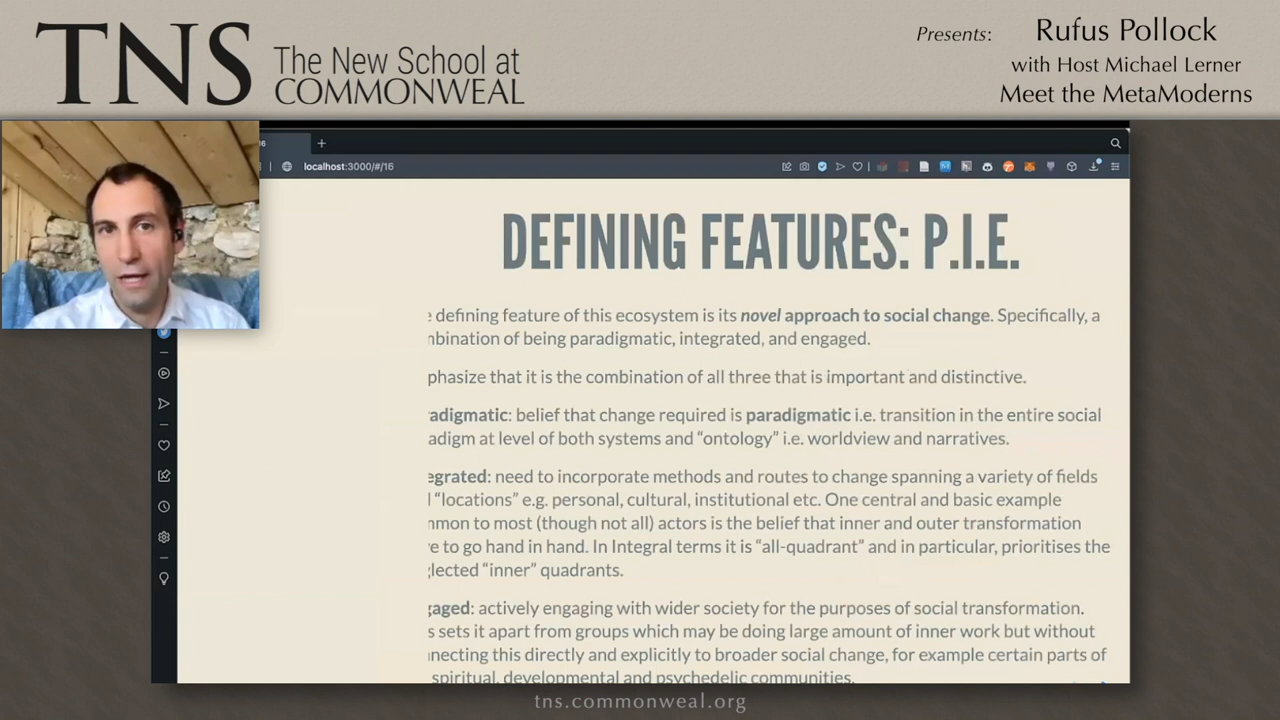 TNS The New School at
COMMONWEAL
Presents: Rufus Pollock
with Host Michael Lerner
Meet the MetaModerns
localhost:3000/#/16
DEFINING FEATURES: P.I.E.
defining feature of this ecosystem is its novel approach to social change. Specifically, a
nbination of being paradigmatic, integrated, and engaged.
phasize that it is the combination of all three that is important and distinctive.
adigmatic: belief that change required is paradigmatic i.e. transition in the entire social
adigm at level of both systems and “ontology” i.e. worldview and narratives.
egrated: need to incorporate methods and routes to change spanning a variety of fields
“locations” e.g. personal, cultural, institutional etc. One central and basic example
nmon to most (though not all) actors is the belief that inner and outer transformation
e to go hand in hand. In Integral terms it is “all-quadrant” and in particular, prioritises the
glected “inner” quadrants.
gaged: actively engaging with wider society for the purposes of social transformation.
s sets it apart from groups which may be doing large amount of inner work but without
nnecting this directly and explicitly to broader social change, for example certain parts of
spiritual, developmental and psychedelic communities.
tns.commonweal.org